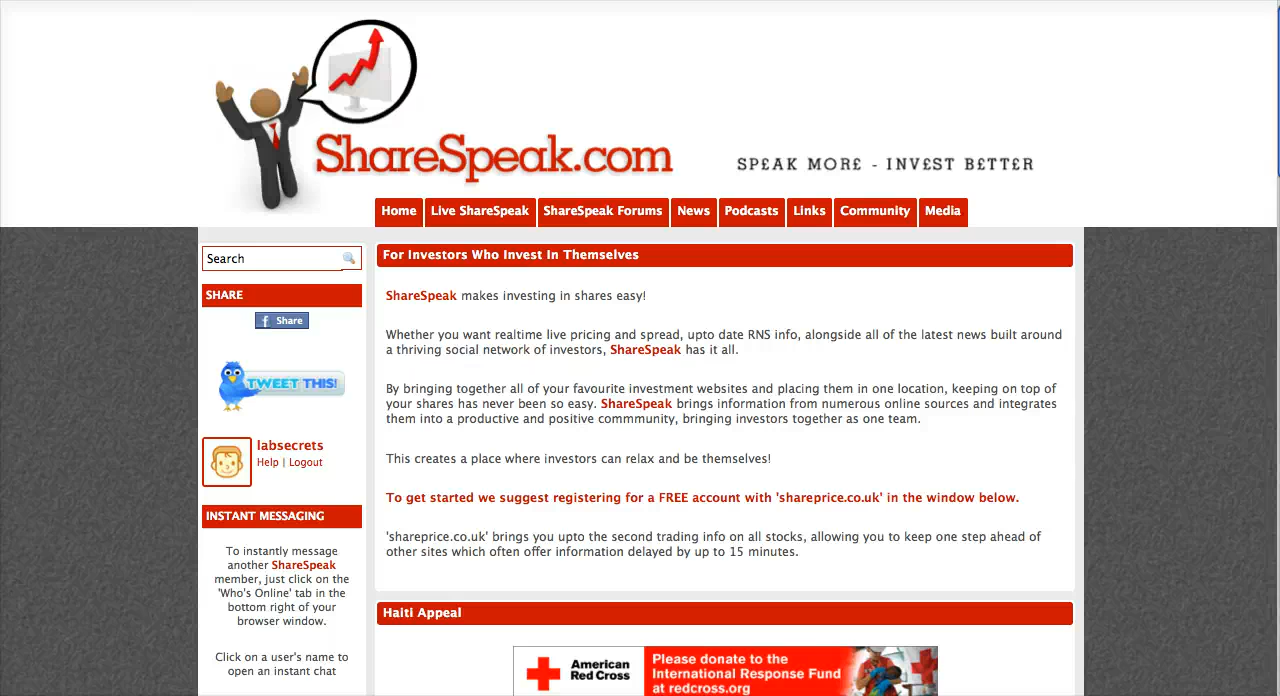 ShareSpeak.com
SP£AK MOR£ - INV£ST B£TT£R
Home Live ShareSpeak ShareSpeak Forums News Podcasts Links Community Media
Search
SHARE
f Share
TWEET THIS!
labsecrets
Help | Logout
INSTANT MESSAGING
To instantly message
another ShareSpeak
member, just click on the
'Who's Online' tab in the
bottom right of your
browser window.
Click on a user's name to
open an instant chat
For Investors Who Invest In Themselves
ShareSpeak makes investing in shares easy!
Whether you want realtime live pricing and spread, upto date RNS info, alongside all of the latest news built around
a thriving social network of investors, ShareSpeak has it all.
By bringing together all of your favourite investment websites and placing them in one location, keeping on top of
your shares has never been so easy. ShareSpeak brings information from numerous online sources and integrates
them into a productive and positive commmunity, bringing investors together as one team.
This creates a place where investors can relax and be themselves!
To get started we suggest registering for a FREE account with 'shareprice.co.uk' in the window below.
'shareprice.co.uk' brings you upto the second trading info on all stocks, allowing you to keep one step ahead of
other sites which often offer information delayed by up to 15 minutes.
Haiti Appeal
American
Red Cross
Please donate to the
International Response Fund
at redcross.org